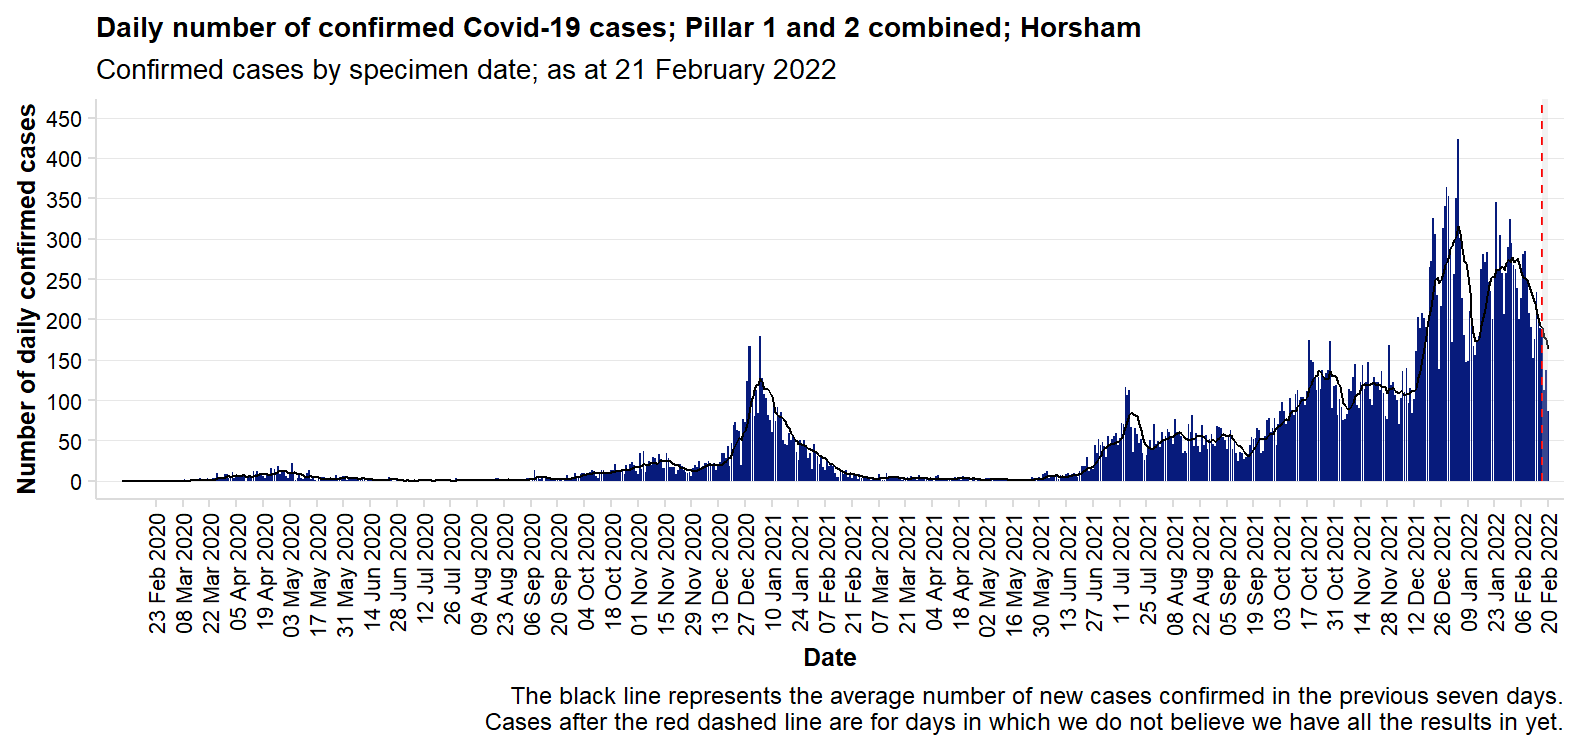 Daily number of confirmed Covid-19 cases; Pillar 1 and 2 combined; Horsham
Confirmed cases by specimen date; as at 21 February 2022
Number of daily confirmed cases
450
400
350
300
250
200
150
100
50
0
23 Feb 2020
08 Mar 2020
22 Mar 2020
05 Apr 2020
19 Apr 2020
03 May 2020
17 May 2020
31 May 2020
14 Jun 2020
28 Jun 2020
12 Jul 2020
26 Jul 2020
09 Aug 2020
23 Aug 2020
06 Sep 2020
20 Sep 2020
04 Oct 2020
18 Oct 2020
01 Nov 2020
15 Nov 2020
29 Nov 2020
13 Dec 2020
27 Dec 2020
10 Jan 2021
24 Jan 2021
07 Feb 2021
21 Feb 2021
07 Mar 2021
21 Mar 2021
04 Apr 2021
18 Apr 2021
02 May 2021
16 May 2021
30 May 2021
13 Jun 2021
27 Jun 2021
11 Jul 2021
25 Jul 2021
08 Aug 2021
22 Aug 2021
05 Sep 2021
19 Sep 2021
03 Oct 2021
17 Oct 2021
31 Oct 2021
14 Nov 2021
28 Nov 2021
12 Dec 2021
26 Dec 2021
09 Jan 2022
23 Jan 2022
06 Feb 2022
20 Feb 2022
Date
The black line represents the average number of new cases confirmed in the previous seven days.
Cases after the red dashed line are for days in which we do not believe we have all the results in yet.